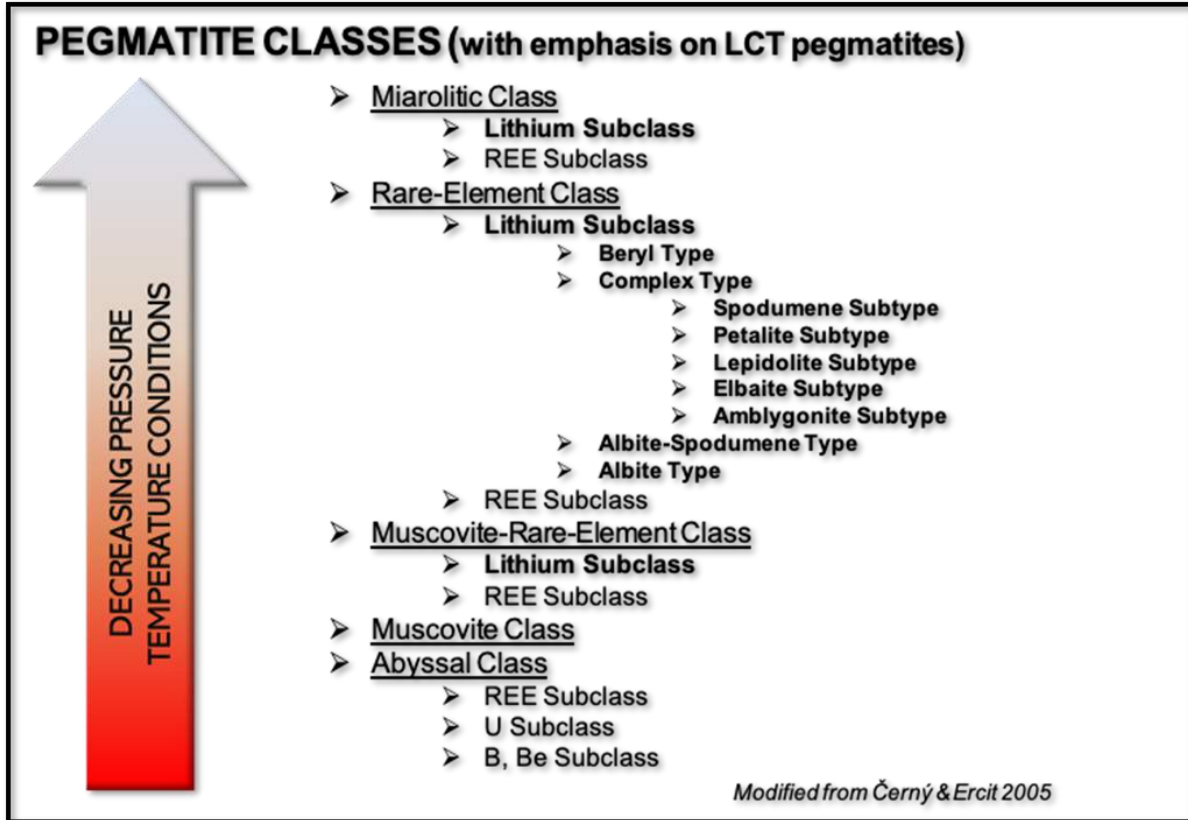 PEGMATITE CLASSES (with emphasis on LCT pegmatites)
DECREASING PRESSURE
TEMPERATURE CONDITIONS
➢ Miarolitic Class
➢ Lithium Subclass
➢ REE Subclass
➢ Rare-Element Class
➢ Lithium Subclass
➢ Beryl Type
➢ Complex Type
➢ Spodumene Subtype
➢ Petalite Subtype
➢ Lepidolite Subtype
➢ Elbaite Subtype
➢ Amblygonite Subtype
➢ Albite-Spodumene Type
➢ Albite Type
➢ REE Subclass
➢ Muscovite-Rare-Element Class
➢ Lithium Subclass
➢ REE Subclass
➢ Muscovite Class
➢ Abyssal Class
➢ REE Subclass
➢ U Subclass
➢ B, Be Subclass
Modified from Černý & Ercit 2005